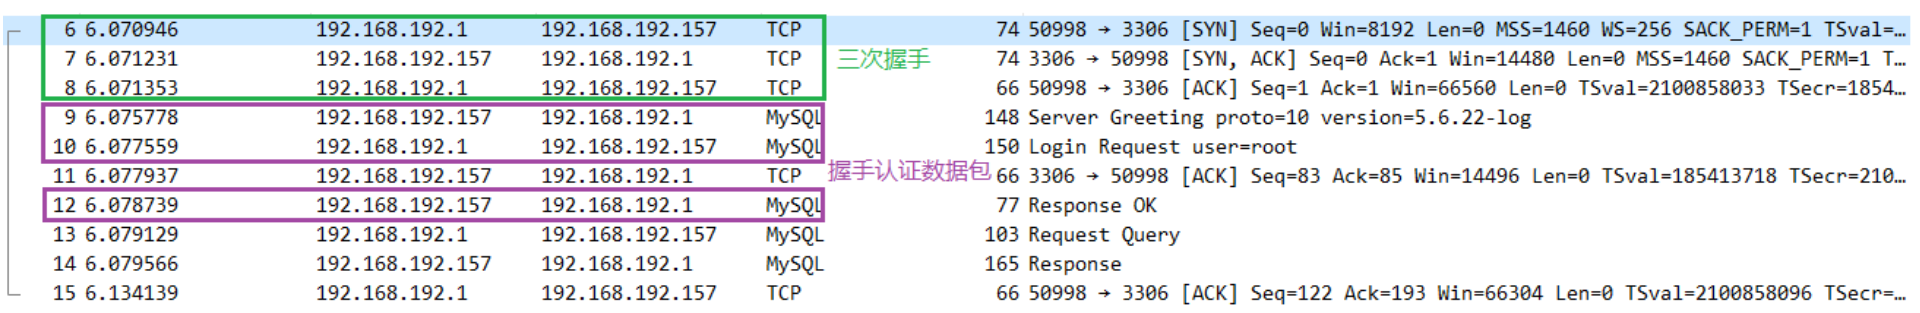 6 6.070946 192.168.192.1 192.168.192.157 TCP 74 50998 → 3306 [SYN] Seq=0 Win=8192 Len=0 MSS=1460 WS=256 SACK_PERM=1 TSval=…
7 6.071231 192.168.192.157 192.168.192.1 TCP 三次握手 74 3306 → 50998 [SYN, ACK] Seq=0 Ack=1 Win=14480 Len=0 MSS=1460 SACK_PERM=1 T…
8 6.071353 192.168.192.1 192.168.192.157 TCP 66 50998 → 3306 [ACK] Seq=1 Ack=1 Win=66560 Len=0 TSval=2100858033 TSecr=1854…
9 6.075778 192.168.192.157 192.168.192.1 MySQL 148 Server Greeting proto=10 version=5.6.22-log
10 6.077559 192.168.192.1 192.168.192.157 MySQL 150 Login Request user=root
11 6.077937 192.168.192.157 192.168.192.1 TCP 握手认证数据包 66 3306 → 50998 [ACK] Seq=83 Ack=85 Win=14496 Len=0 TSval=185413718 TSecr=210…
12 6.078739 192.168.192.157 192.168.192.1 MySQL 77 Response OK
13 6.079129 192.168.192.1 192.168.192.157 MySQL 103 Request Query
14 6.079566 192.168.192.157 192.168.192.1 MySQL 165 Response
15 6.134139 192.168.192.1 192.168.192.157 TCP 66 50998 → 3306 [ACK] Seq=122 Ack=193 Win=66304 Len=0 TSval=2100858096 TSecr=…